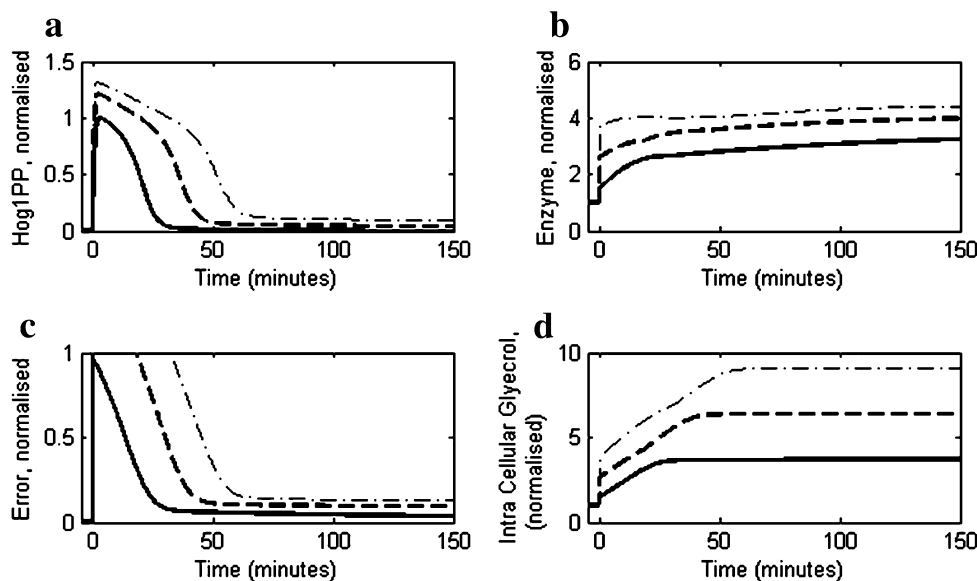 a
Hog1PP, normalised
1.5
1
0.5
0
0 50 100 150
Time (minutes)
b
Enzyme, normalised
6
4
2
0
0 50 100 150
Time (minutes)
c
Error, normalised
1
0.5
0
0 50 100 150
Time (minutes)
d
Intra Cellular Glyecrol,
(normalised)
10
5
0
0 50 100 150
Time (minutes)